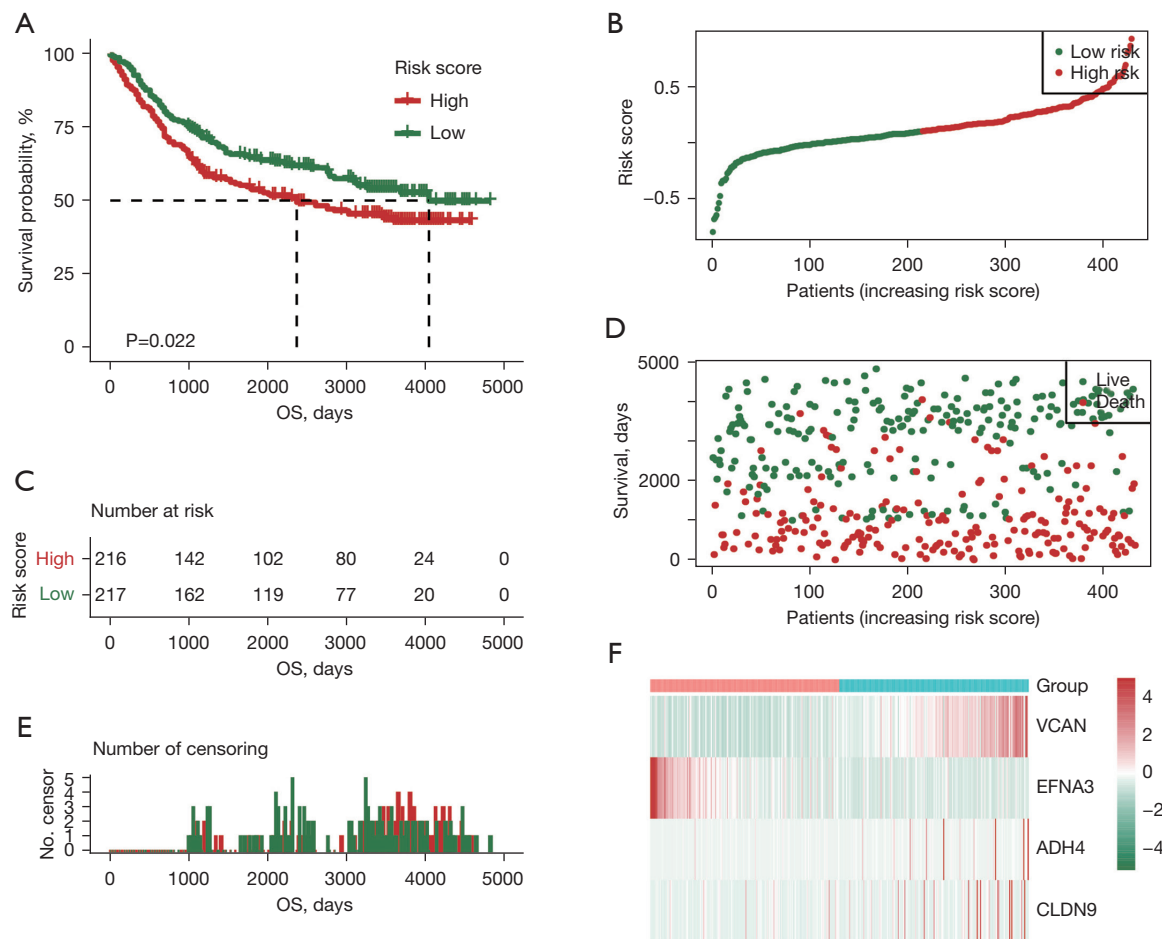 A
100
75
50
25
0
Survival probability, %
Risk score
High
Low
P=0.022
0 1000 2000 3000 4000 5000
OS, days
B
0.5
−0.5
Risk score
Low risk
High rsk
0 100 200 300 400
Patients (increasing risk score)
C
Number at risk
Risk score
High 216 142 102 80 24 0
Low 217 162 119 77 20 0
0 1000 2000 3000 4000 5000
OS, days
D
5000
2000
0
Survival, days
Live
Death
0 100 200 300 400
Patients (increasing risk score)
E
Number of censoring
No. censor
5
4
3
2
1
0
0 1000 2000 3000 4000 5000
OS, days
F
Group
VCAN
EFNA3
ADH4
CLDN9
4
2
0
−2
−4